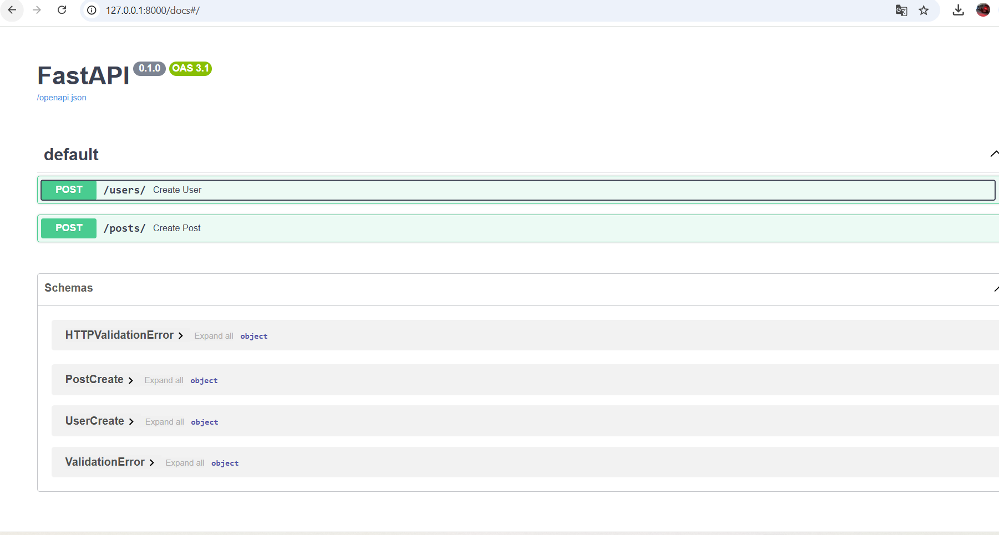 127.0.0.1:8000/docs#/
FastAPI 0.1.0 OAS 3.1
/openapi.json
default
POST /users/ Create User
POST /posts/ Create Post
Schemas
HTTPValidationError Expand all object
PostCreate Expand all object
UserCreate Expand all object
ValidationError Expand all object